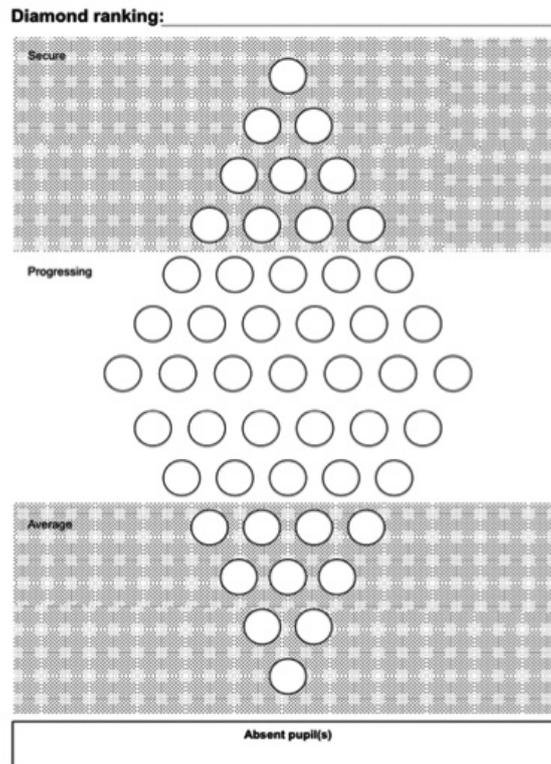 Diamond ranking:
Secure
Progressing
Average
Absent pupil(s)